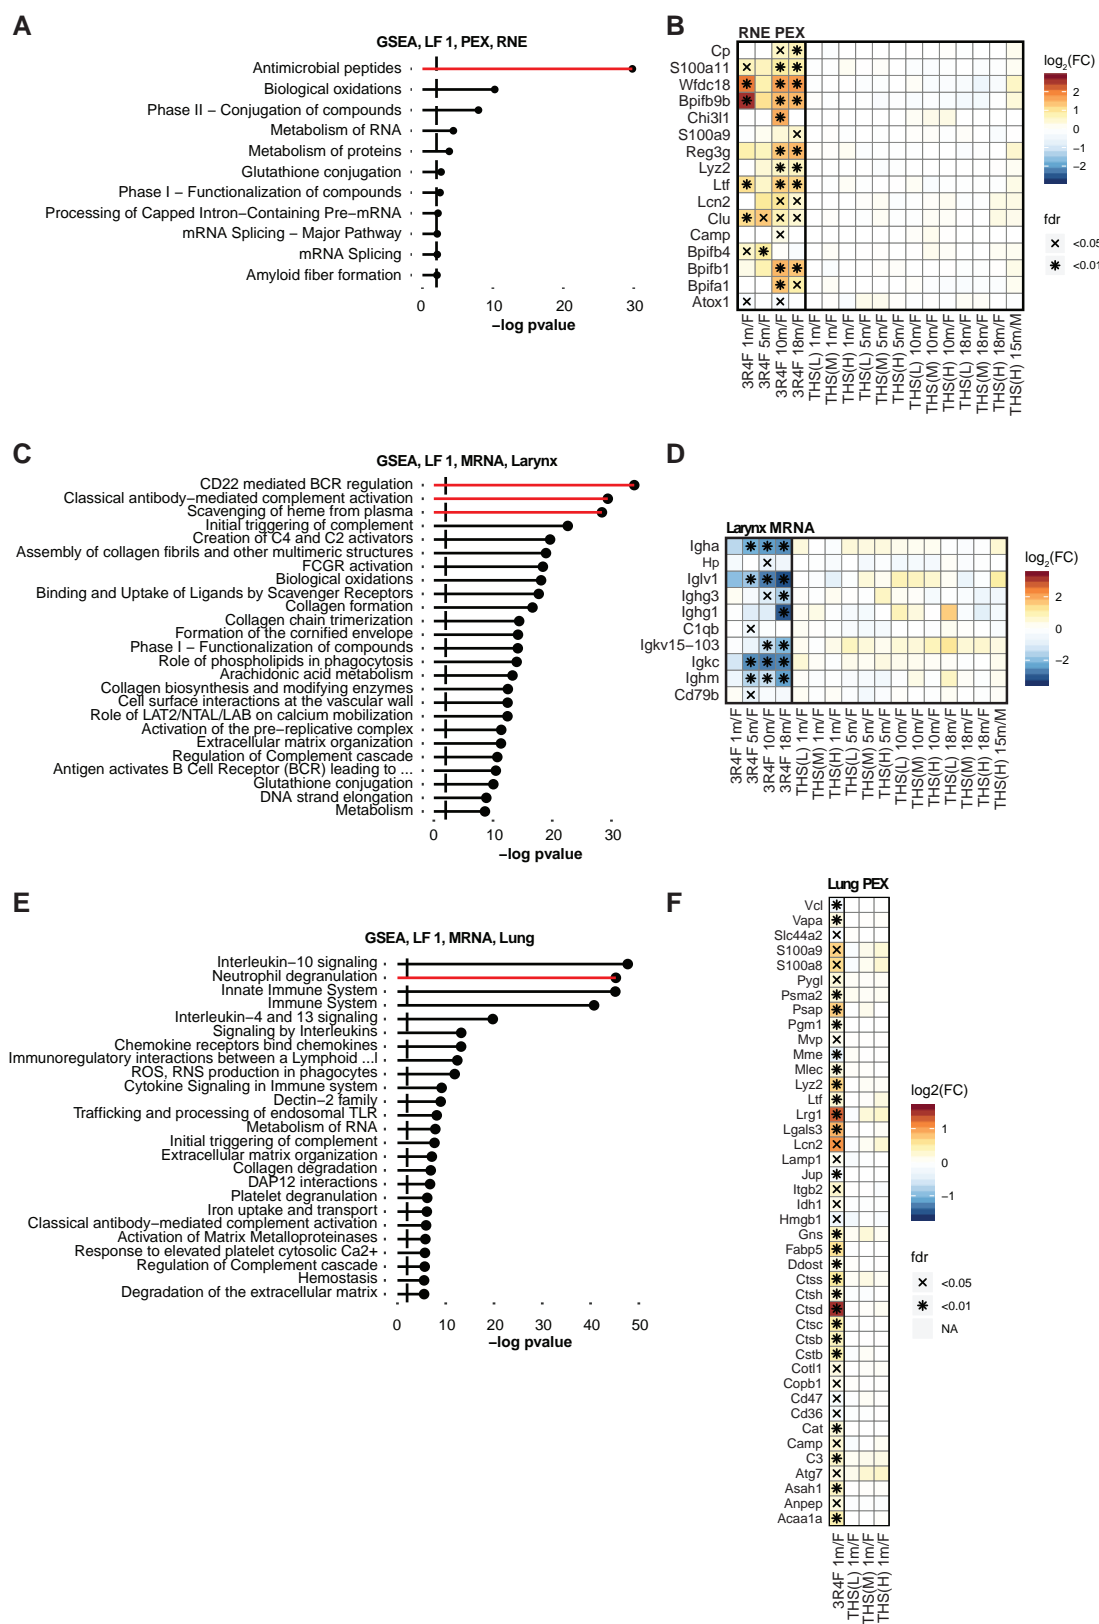 A
GSEA, LF 1, PEX, RNE
Antimicrobial peptides
Biological oxidations
Phase II − Conjugation of compounds
Metabolism of RNA
Metabolism of proteins
Glutathione conjugation
Phase I − Functionalization of compounds
Processing of Capped Intron−Containing Pre−mRNA
mRNA Splicing − Major Pathway
mRNA Splicing
Amyloid fiber formation
0 10 20 30
−log pvalue
B
RNE PEX
Cp
S100a11
Wfdc18
Bpifb9b
Chi3l1
S100a9
Reg3g
Lyz2
Ltf
Lcn2
Clu
Camp
Bpifb4
Bpifb1
Bpifa1
Atox1
3R4F 1m/F
3R4F 5m/F
3R4F 10m/F
3R4F 18m/F
THS(L) 1m/F
THS(M) 1m/F
THS(H) 1m/F
THS(L) 5m/F
THS(M) 5m/F
THS(H) 5m/F
THS(L) 10m/F
THS(M) 10m/F
THS(H) 10m/F
THS(L) 18m/F
THS(M) 18m/F
THS(H) 18m/F
THS(H) 15m/M
log2(FC)
2
1
0
−1
−2
fdr
<0.05
<0.01
C
GSEA, LF 1, MRNA, Larynx
CD22 mediated BCR regulation
Classical antibody−mediated complement activation
Scavenging of heme from plasma
Initial triggering of complement
Creation of C4 and C2 activators
Assembly of collagen fibrils and other multimeric structures
FCGR activation
Biological oxidations
Binding and Uptake of Ligands by Scavenger Receptors
Collagen formation
Collagen chain trimerization
Formation of the cornified envelope
Phase I − Functionalization of compounds
Role of phospholipids in phagocytosis
Arachidonic acid metabolism
Collagen biosynthesis and modifying enzymes
Cell surface interactions at the vascular wall
Role of LAT2/NTAL/LAB on calcium mobilization
Activation of the pre−replicative complex
Extracellular matrix organization
Regulation of Complement cascade
Antigen activates B Cell Receptor (BCR) leading to ...
Glutathione conjugation
DNA strand elongation
Metabolism
0 10 20 30
−log pvalue
D
Larynx MRNA
Igha
Hp
Iglv1
Ighg3
Ighg1
C1qb
Igkv15−103
Igkc
Ighm
Cd79b
3R4F 1m/F
3R4F 5m/F
3R4F 10m/F
3R4F 18m/F
THS(L) 1m/F
THS(M) 1m/F
THS(H) 1m/F
THS(L) 5m/F
THS(M) 5m/F
THS(H) 5m/F
THS(L) 10m/F
THS(M) 10m/F
THS(H) 10m/F
THS(L) 18m/F
THS(M) 18m/F
THS(H) 18m/F
THS(H) 15m/M
log2(FC)
2
0
−2
E
GSEA, LF 1, MRNA, Lung
Interleukin−10 signaling
Neutrophil degranulation
Innate Immune System
Immune System
Interleukin−4 and 13 signaling
Signaling by Interleukins
Chemokine receptors bind chemokines
Immunoregulatory interactions between a Lymphoid ...l
ROS, RNS production in phagocytes
Cytokine Signaling in Immune system
Dectin−2 family
Trafficking and processing of endosomal TLR
Metabolism of RNA
Initial triggering of complement
Extracellular matrix organization
Collagen degradation
DAP12 interactions
Platelet degranulation
Iron uptake and transport
Classical antibody−mediated complement activation
Activation of Matrix Metalloproteinases
Response to elevated platelet cytosolic Ca2+
Regulation of Complement cascade
Hemostasis
Degradation of the extracellular matrix
0 10 20 30 40 50
−log pvalue
F
Lung PEX
Vcl
Vapa
Slc44a2
S100a9
S100a8
Pygl
Psma2
Psap
Pgm1
Mvp
Mme
Mlec
Lyz2
Ltf
Lrg1
Lgals3
Lcn2
Lamp1
Jup
Itgb2
Idh1
Hmgb1
Gns
Fabp5
Ddost
Ctss
Ctsh
Ctsd
Ctsc
Ctsb
Cstb
Cotl1
Copb1
Cd47
Cd36
Cat
Camp
C3
Atg7
Asah1
Anpep
Acaa1a
3R4F 1m/F
THS(L) 1m/F
THS(M) 1m/F
THS(H) 1m/F
log2(FC)
1
0
−1
fdr
<0.05
<0.01
NA